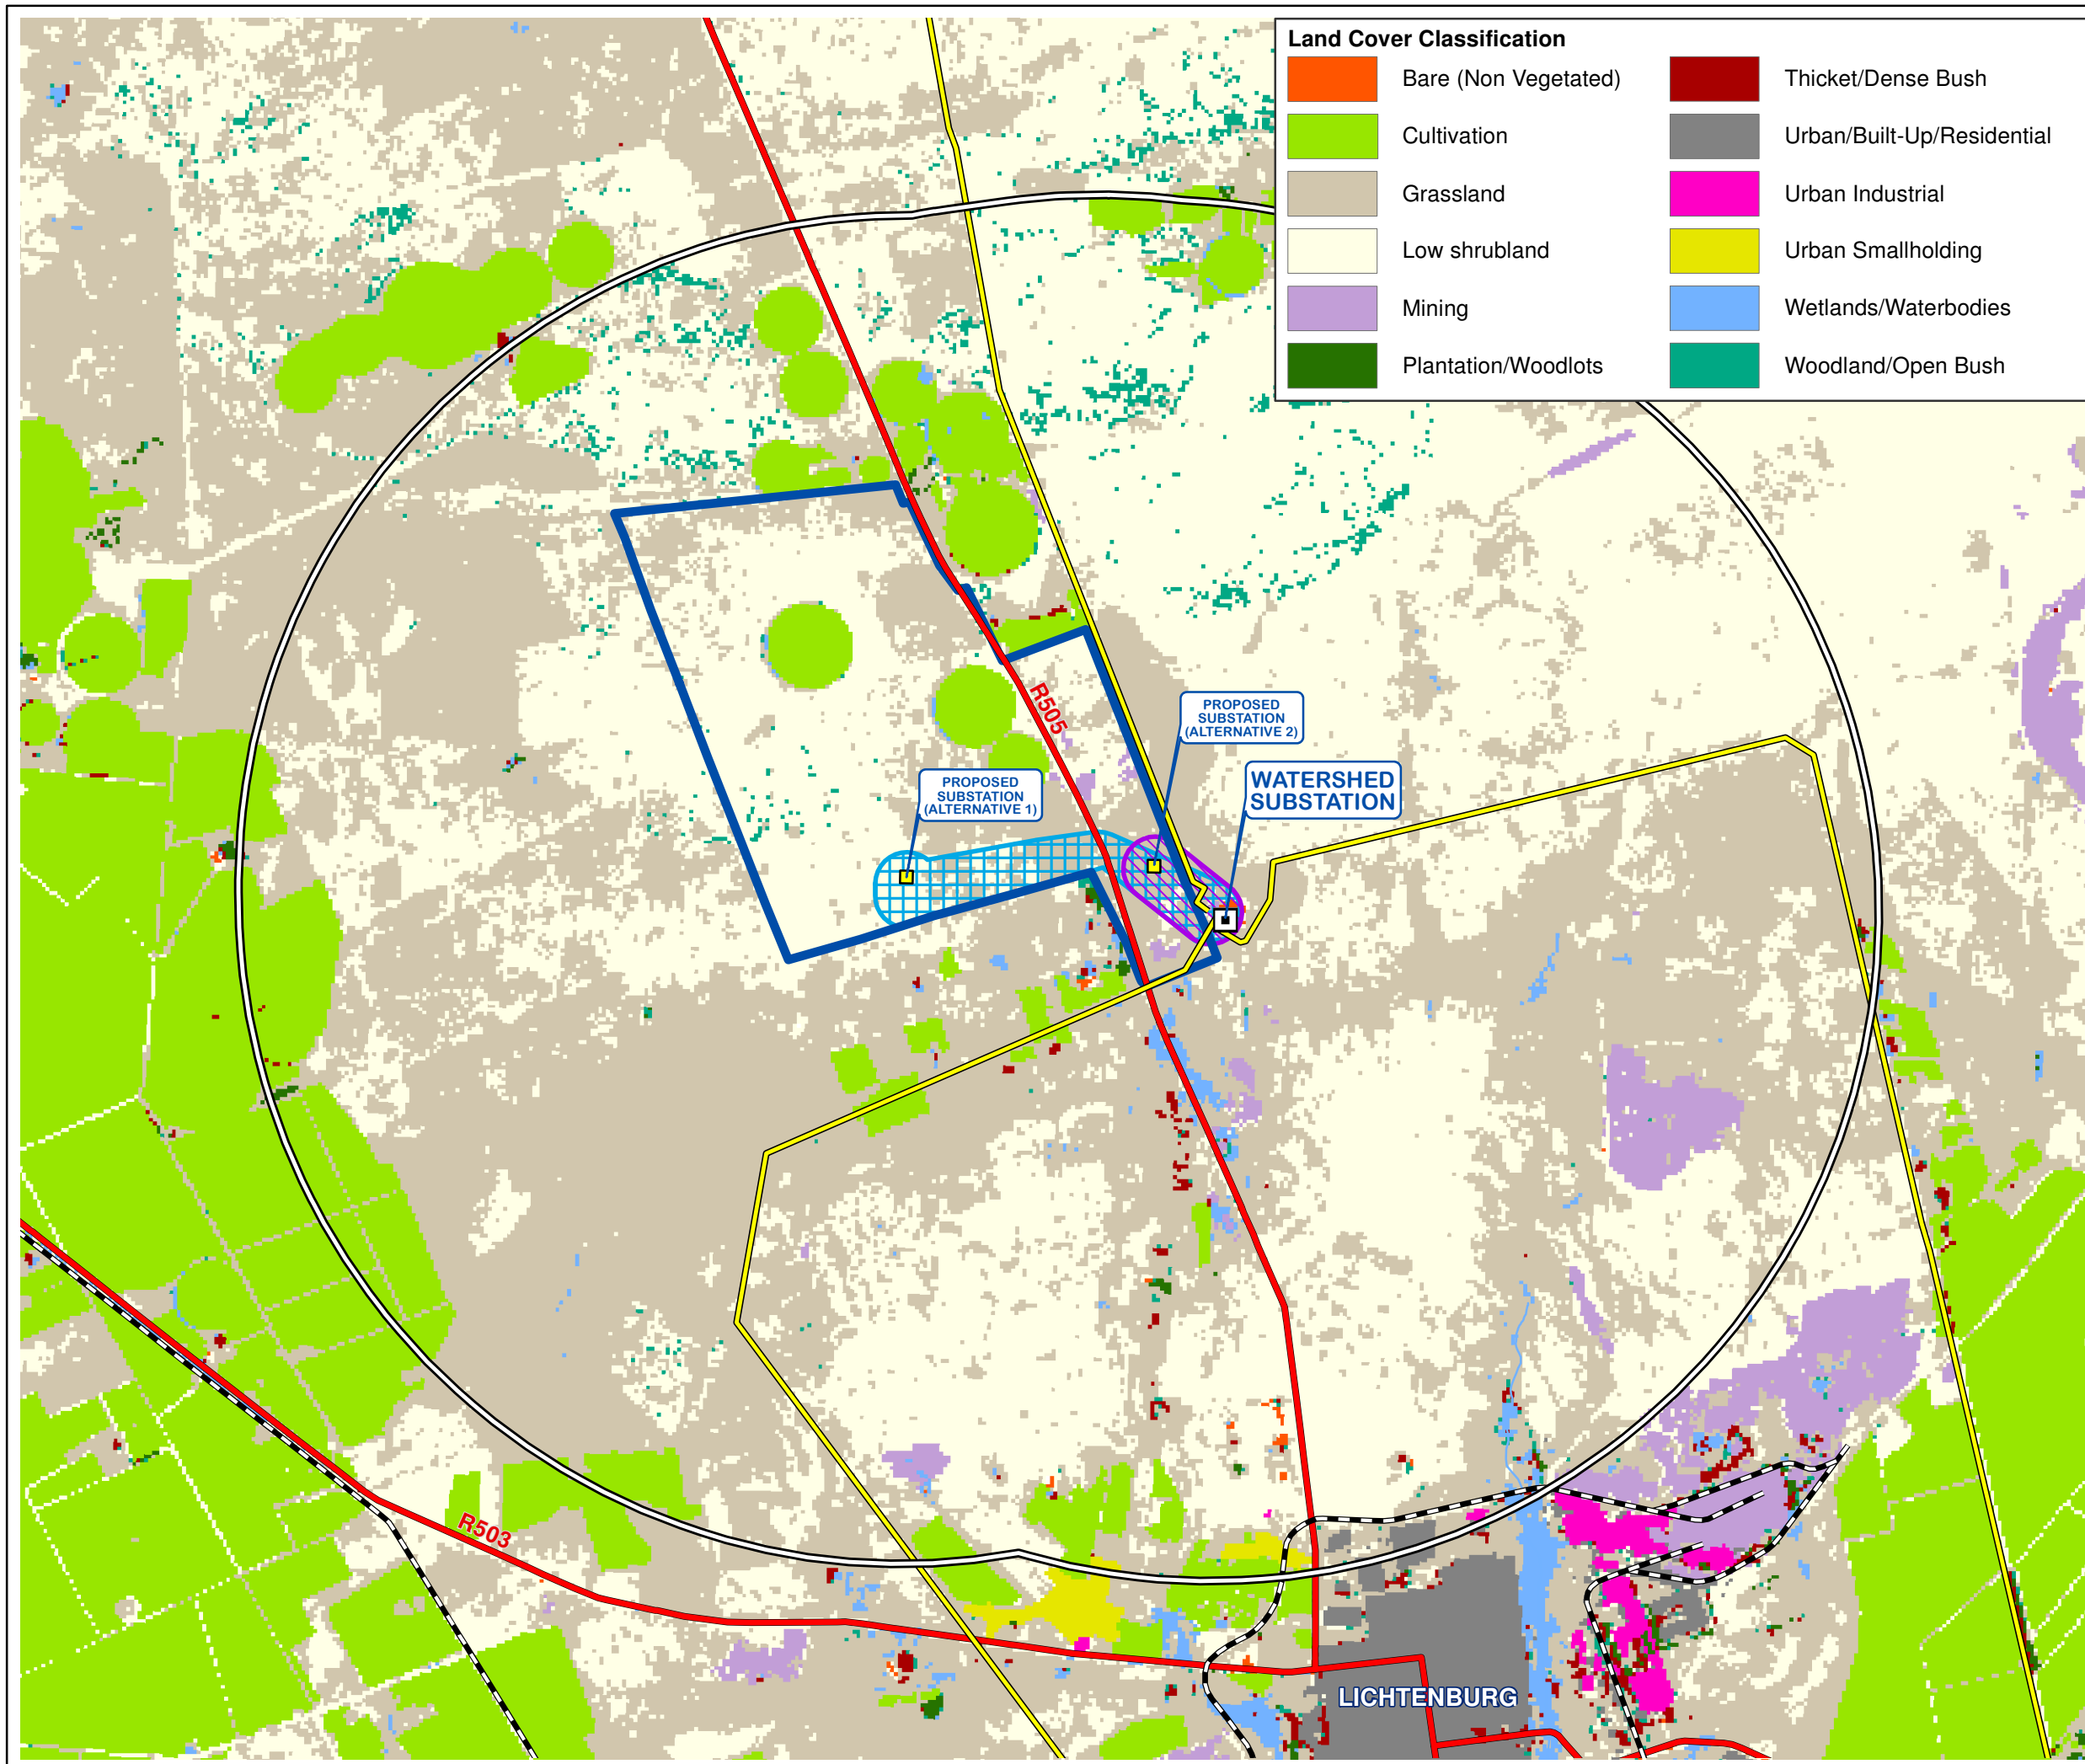 Land Cover Classification
Bare (Non Vegetated)
Cultivation
Grassland
Low shrubland
Mining
Plantation/Woodlots
Thicket/Dense Bush
Urban/Built-Up/Residential
Urban Industrial
Urban Smallholding
Wetlands/Waterbodies
Woodland/Open Bush
R505
PROPOSED
SUBSTATION
(ALTERNATIVE 2)
PROPOSED
SUBSTATION
(ALTERNATIVE 1)
WATERSHED
SUBSTATION
R503
LICHTENBURG